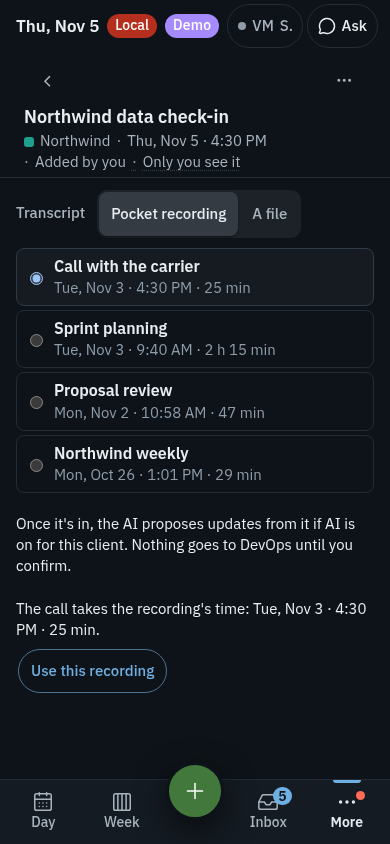 Thu, Nov 5 Local Demo VM S. Ask
Northwind data check-in
Northwind · Thu, Nov 5 · 4:30 PM
· Added by you · Only you see it
Transcript Pocket recording A file
Call with the carrier
Tue, Nov 3 · 4:30 PM · 25 min
Sprint planning
Tue, Nov 3 · 9:40 AM · 2 h 15 min
Proposal review
Mon, Nov 2 · 10:58 AM · 47 min
Northwind weekly
Mon, Oct 26 · 1:01 PM · 29 min
Once it's in, the AI proposes updates from it if AI is
on for this client. Nothing goes to DevOps until you
confirm.
The call takes the recording's time: Tue, Nov 3 · 4:30
PM · 25 min.
Use this recording
5
Day Week Inbox More